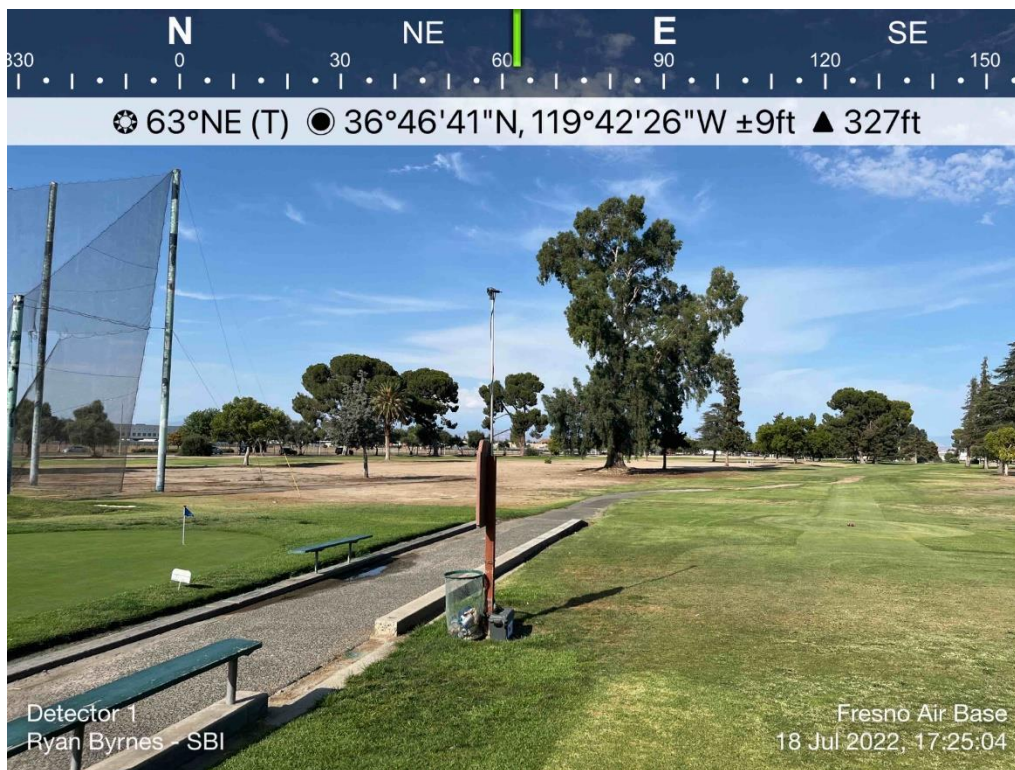 N NE E SE
330 0 30 60 90 120 150
63°NE (T) 36°46'41"N, 119°42'26"W ±9ft ▲ 327ft
Detector 1
Ryan Byrnes - SBI
Fresno Air Base
18 Jul 2022, 17:25:04